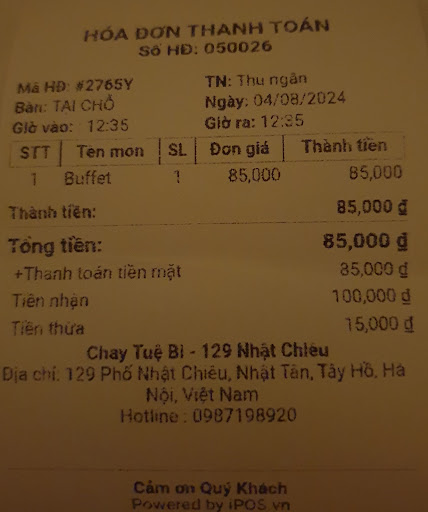 HÓA ĐƠN THANH TOÁN
Số HĐ: 050026
Mã HĐ: #2765Y TN: Thu ngân
Bàn: TẠI CHỖ Ngày: 04/08/2024
Giờ vào: 12:35 Giờ ra: 12:35
STT Tên món SL Đơn giá Thành tiền
1 Buffet 1 85,000 85,000
Thành tiền: 85,000 ₫
Tổng tiền: 85,000 ₫
+Thanh toán tiền mặt 85,000 ₫
Tiền nhận 100,000 ₫
Tiền thừa 15,000 ₫
Chay Tuệ Bi - 129 Nhật Chiêu
Địa chỉ: 129 Phố Nhật Chiêu, Nhật Tân, Tây Hồ, Hà
Nội, Việt Nam
Hotline : 0987198920
Cảm ơn Quý Khách
Powered by iPOS.vn